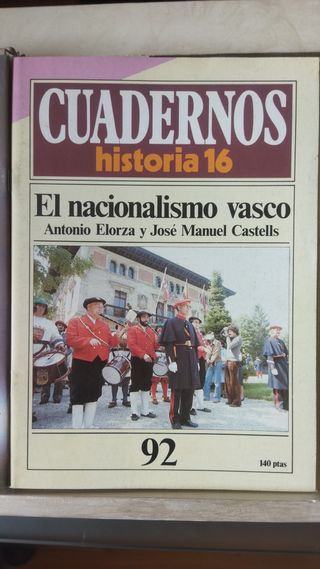 CUADERNOS
historia 16
El nacionalismo vasco
Antonio Elorza y José Manuel Castells
92
140 ptas